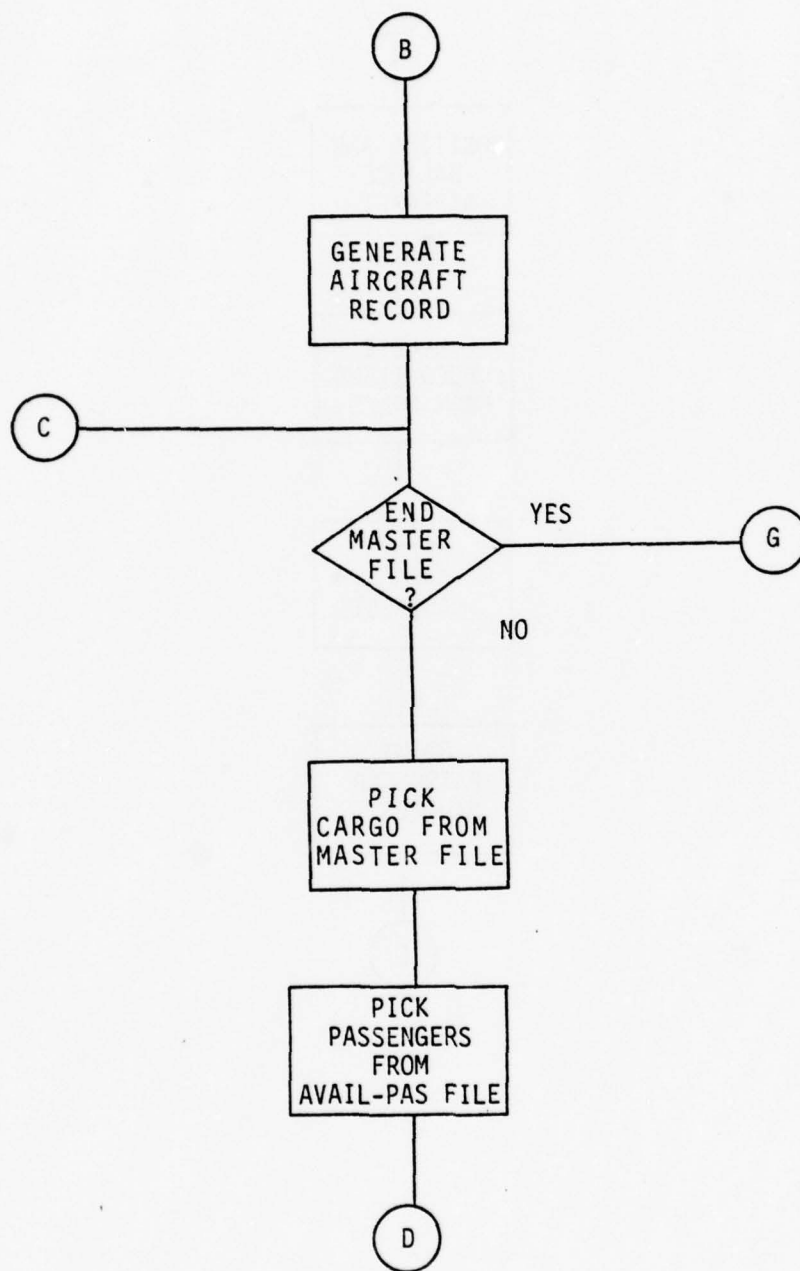 B
GENERATE
AIRCRAFT
RECORD
C
END
MASTER
FILE
?
YES
G
NO
PICK
CARGO FROM
MASTER FILE
PICK
PASSENGERS
FROM
AVAIL-PAS FILE
D